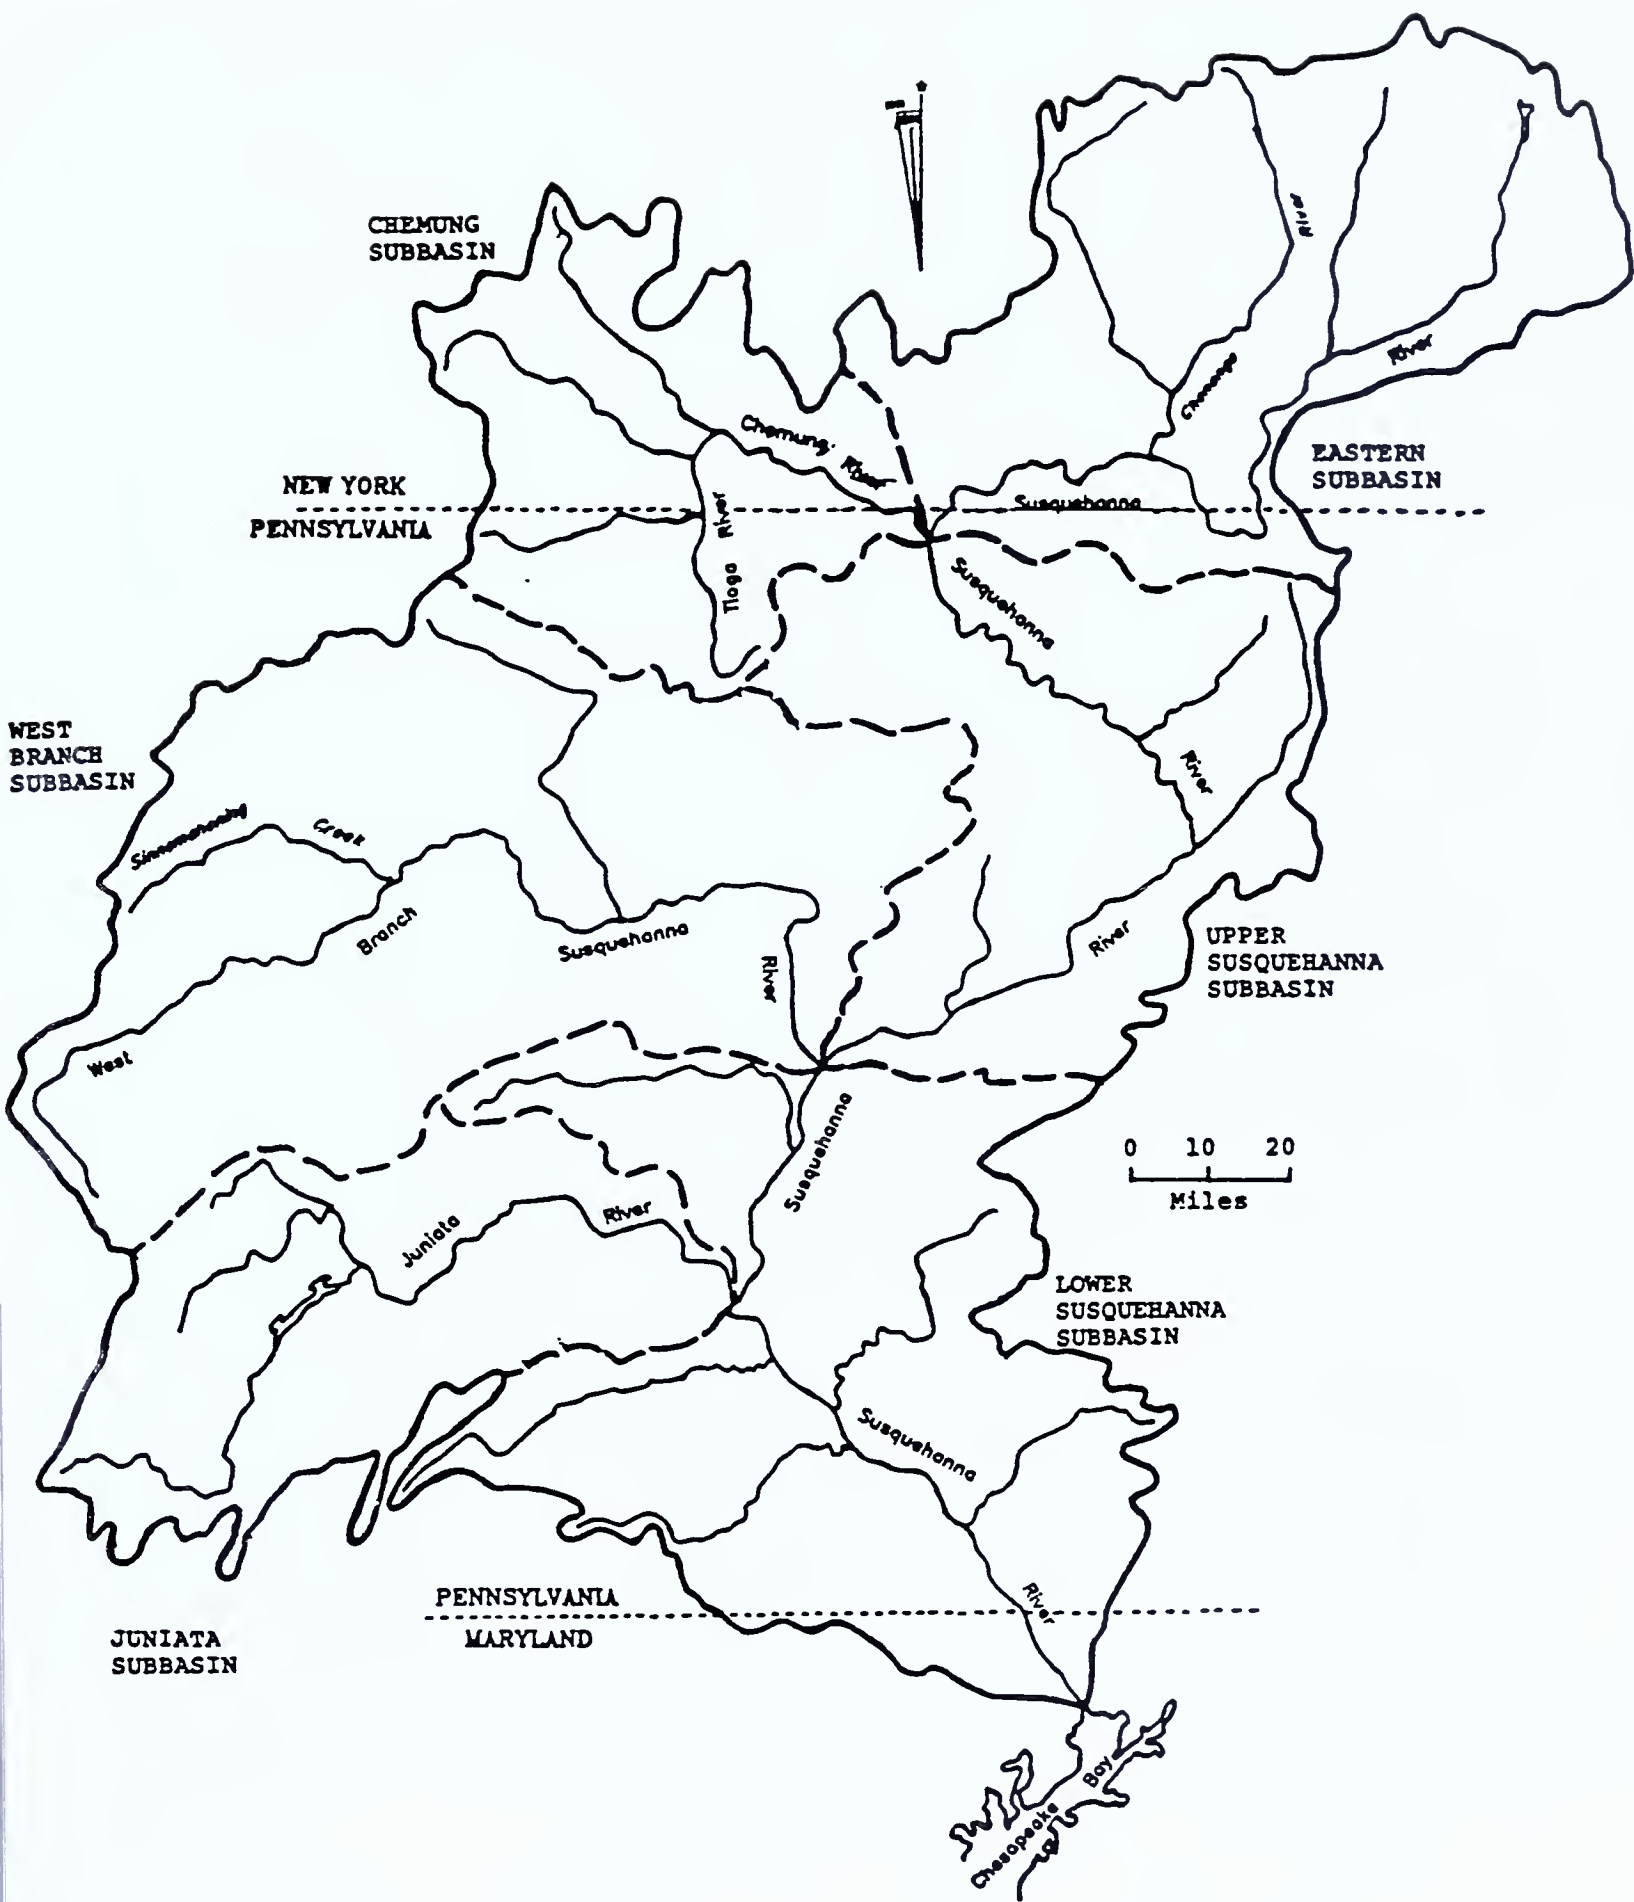 CHEMUNG
SUBBASIN
River
River
Chenango
Chemung
River
EASTERN
SUBBASIN
NEW YORK
Susquehanna
PENNSYLVANIA
River
Tioga
Susquehanna
WEST
BRANCH
SUBBASIN
River
Sinnemahoning
Creek
Branch
Susquehanna
River
River
UPPER
SUSQUEHANNA
SUBBASIN
West
Susquehanna
0 10 20
Miles
Juniata
River
LOWER
SUSQUEHANNA
SUBBASIN
Susquehanna
PENNSYLVANIA
River
MARYLAND
JUNIATA
SUBBASIN
Chesapeake
Bay